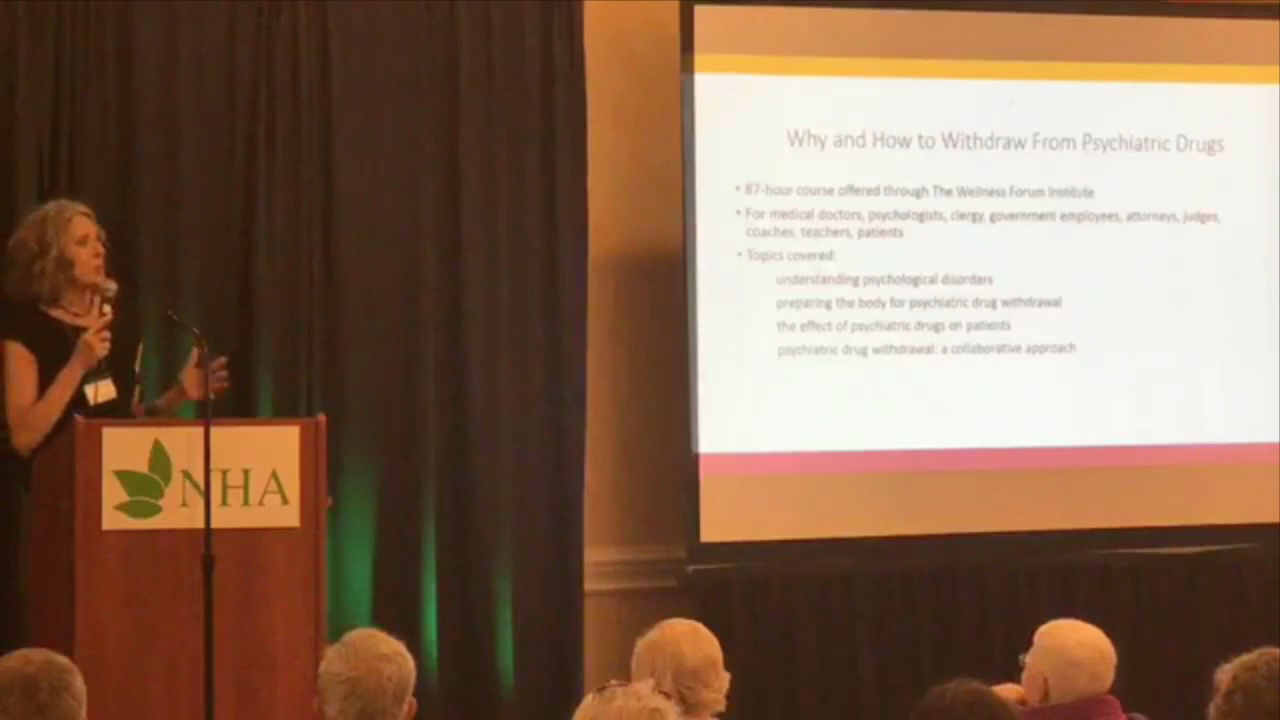 Why and How to Withdraw From Psychiatric Drugs
• 87-hour course offered through The Wellness Forum Institute
• For medical doctors, psychologists, clergy, government employees, attorneys, judges,
coaches, teachers, patients
• Topics covered:
understanding psychological disorders
preparing the body for psychiatric drug withdrawal
the effect of psychiatric drugs on patients
psychiatric drug withdrawal: a collaborative approach
NHA